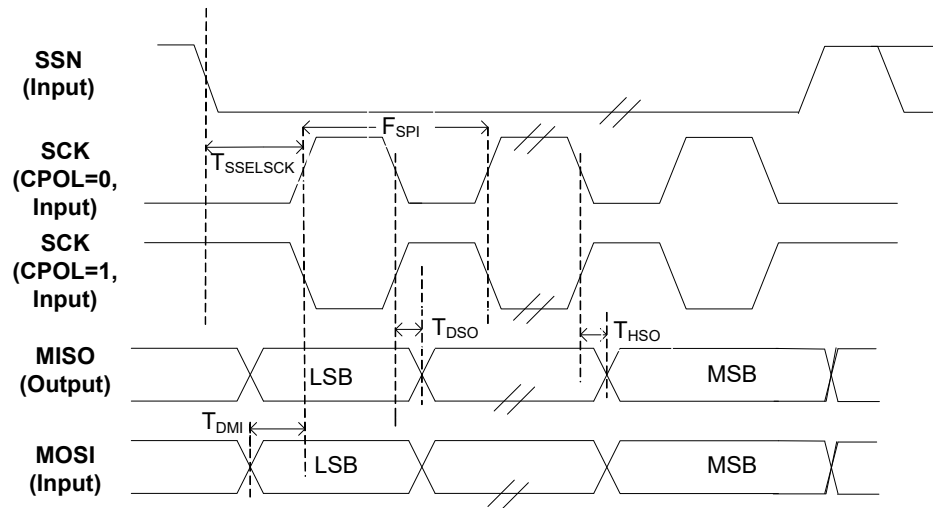 SSN
(Input)
F_SPI
SCK
(CPOL=0,
Input)
T_SSELSCK
SCK
(CPOL=1,
Input)
T_DSO
T_HSO
MISO
(Output)
LSB
MSB
T_DMI
MOSI
(Input)
LSB
MSB